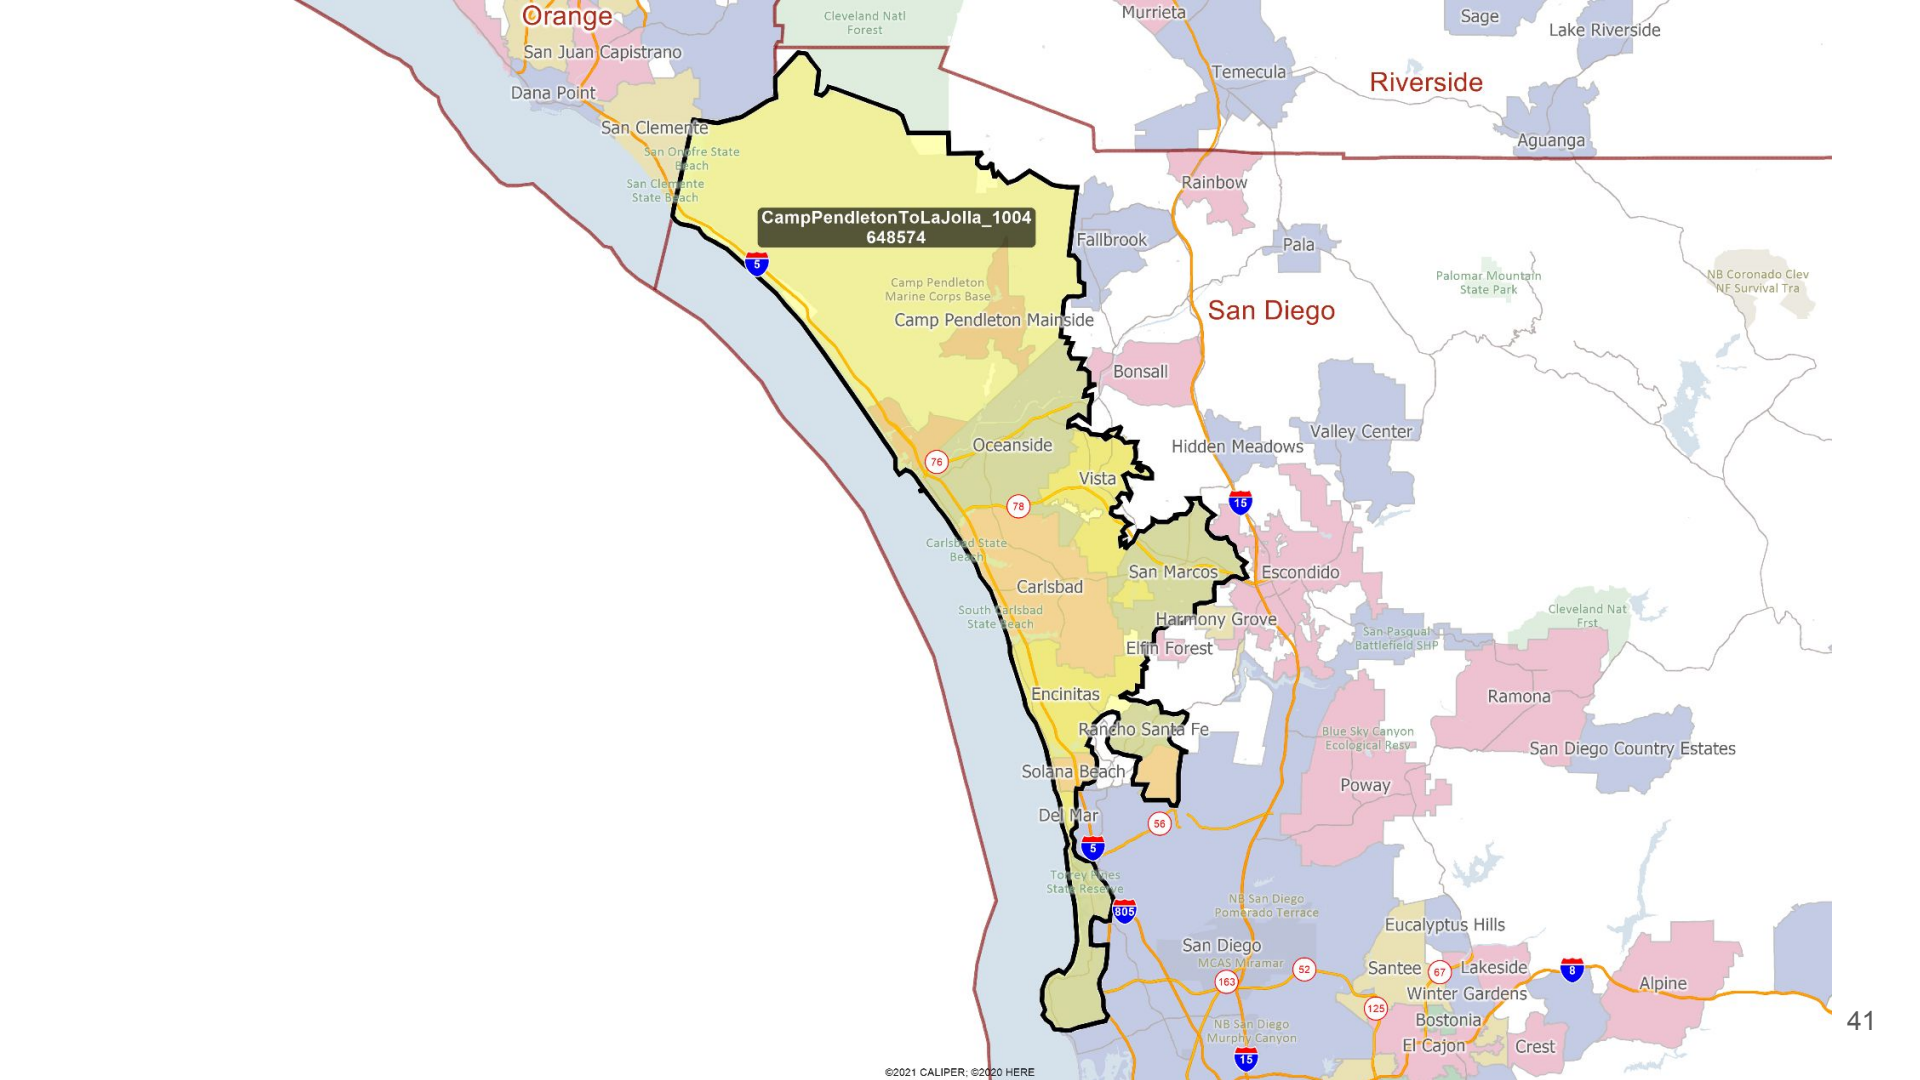 Orange
Cleveland Natl
Forest
Murrieta
Sage
Lake Riverside
San Juan Capistrano
Temecula
Riverside
Dana Point
San Clemente
Aguanga
San Onofre State
Beach
San Clemente
State Beach
Rainbow
CampPendletonToLaJolla_1004
648574
Fallbrook
Pala
5
Camp Pendleton
Marine Corps Base
Palomar Mountain
State Park
NB Coronado Clev
NF Survival Tra
Camp Pendleton Mainside
San Diego
Bonsall
Oceanside
Hidden Meadows
Valley Center
76
Vista
78
15
Carlsbad State
Beach
San Marcos
Escondido
Carlsbad
South Carlsbad
State Beach
Harmony Grove
Cleveland Nat
Frst
San Pasqual
Battlefield SHP
Elfin Forest
Encinitas
Ramona
Rancho Santa Fe
Blue Sky Canyon
Ecological Resv
San Diego Country Estates
Solana Beach
Poway
Del Mar
56
5
Torrey Pines
State Reserve
805
NB San Diego
Pomerado Terrace
Eucalyptus Hills
San Diego
MCAS Miramar
52
163
Santee
67
Lakeside
8
Alpine
Winter Gardens
125
Bostonia
NB San Diego
Murphy Canyon
El Cajon
Crest
15
41
©2021 CALIPER; ©2020 HERE